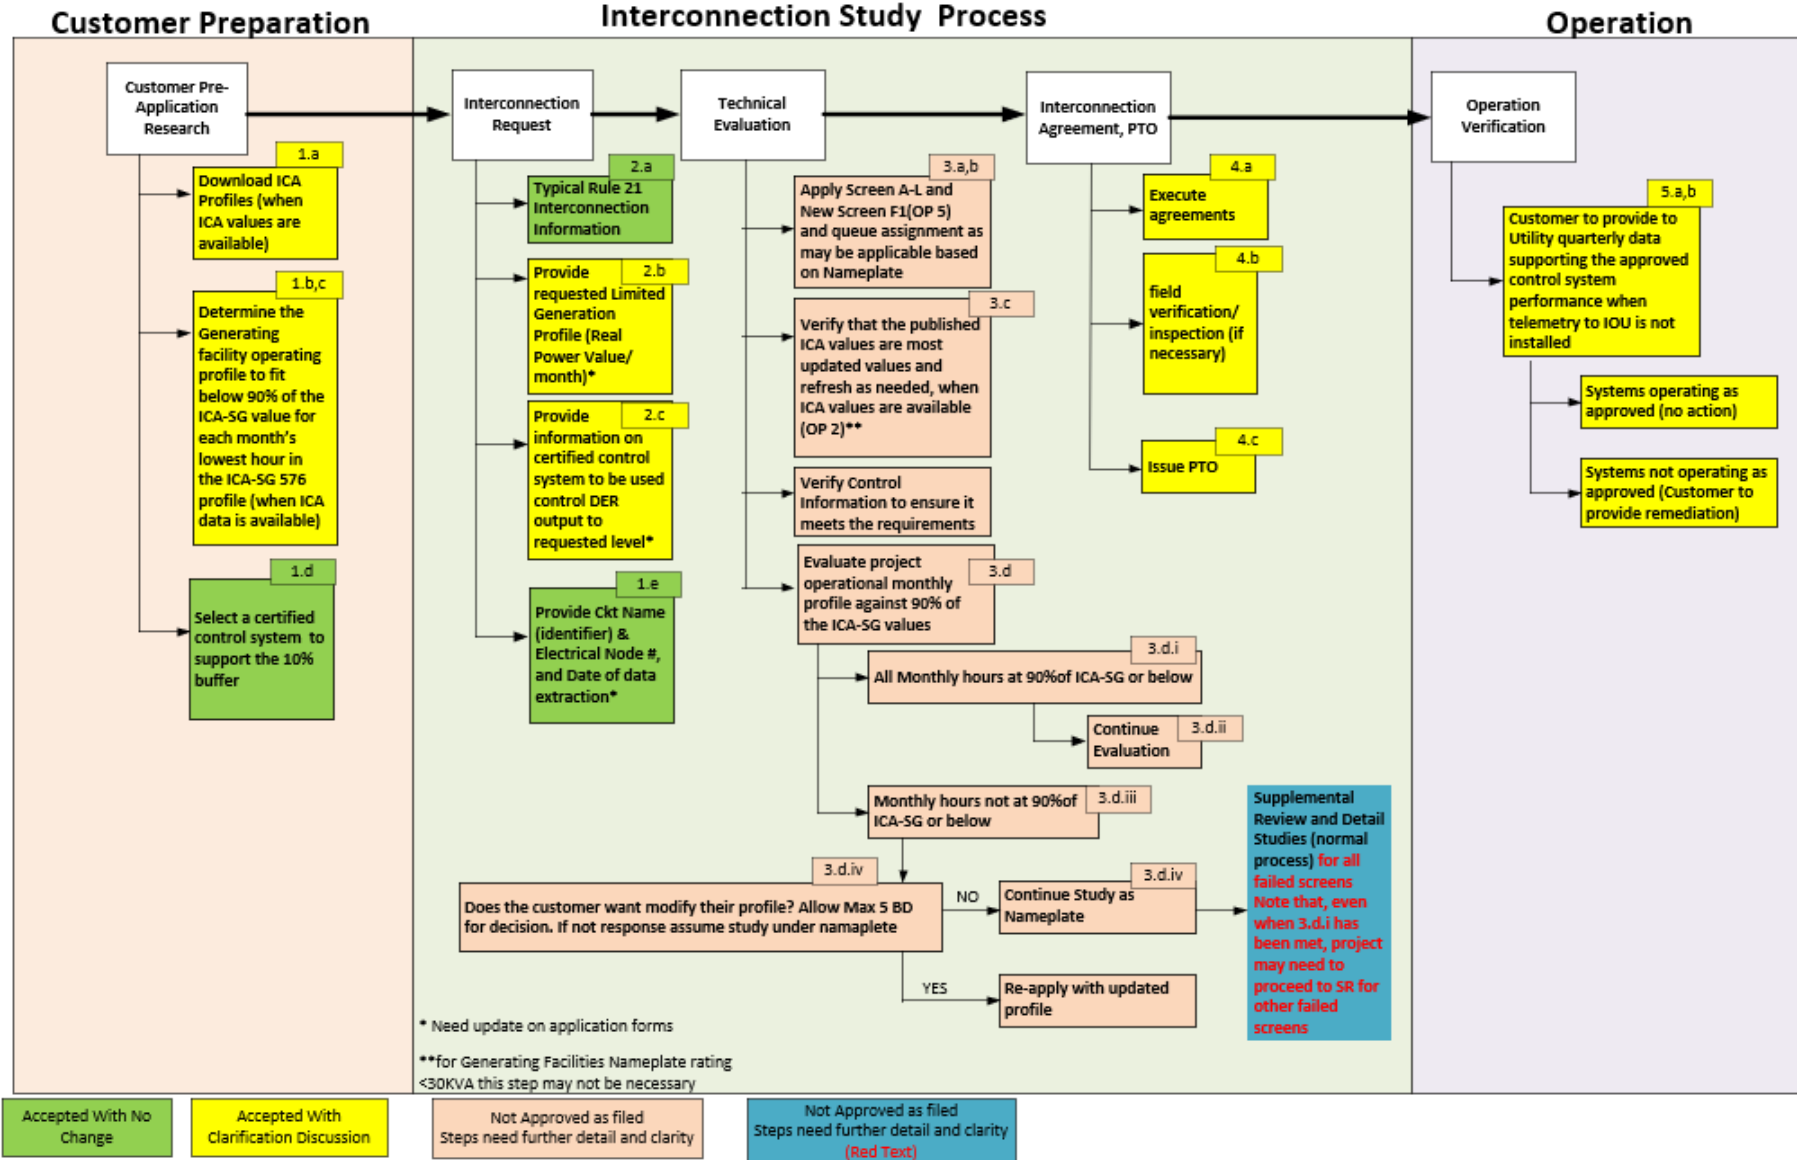 Customer Preparation
Interconnection Study Process
Operation
Customer Pre-
Application
Research
Interconnection
Request
Technical
Evaluation
Interconnection
Agreement, PTO
Operation
Verification
1.a
Download ICA
Profiles (when
ICA values are
available)
1.b,c
Determine the
Generating
facility operating
profile to fit
below 90% of the
ICA-SG value for
each month's
lowest hour in
the ICA-SG 576
profile (when ICA
data is available)
1.d
Select a certified
control system to
support the 10%
buffer
2.a
Typical Rule 21
Interconnection
Information
2.b
Provide
requested Limited
Generation
Profile (Real
Power Value/
month)*
2.c
Provide
information on
certified control
system to be used
control DER
output to
requested level*
1.e
Provide Ckt Name
(identifier) &
Electrical Node #,
and Date of data
extraction*
3.a,b
Apply Screen A-L and
New Screen F1(OP 5)
and queue assignment as
may be applicable based
on Nameplate
3.c
Verify that the published
ICA values are most
updated values and
refresh as needed, when
ICA values are available
(OP 2)**
Verify Control
Information to ensure it
meets the requirements
3.d
Evaluate project
operational monthly
profile against 90% of
the ICA-SG values
3.d.i
All Monthly hours at 90%of ICA-SG or below
3.d.ii
Continue
Evaluation
3.d.iii
Monthly hours not at 90%of
ICA-SG or below
3.d.iv
Does the customer want modify their profile? Allow Max 5 BD
for decision. If not response assume study under namaplete
NO
3.d.iv
Continue Study as
Nameplate
YES
Re-apply with updated
profile
Supplemental
Review and Detail
Studies (normal
process) for all
failed screens
Note that, even
when 3.d.i has
been met, project
may need to
proceed to SR for
other failed
screens
4.a
Execute
agreements
4.b
field
verification/
inspection (if
necessary)
4.c
Issue PTO
5.a,b
Customer to provide to
Utility quarterly data
supporting the approved
control system
performance when
telemetry to IOU is not
installed
Systems operating as
approved (no action)
Systems not operating as
approved (Customer to
provide remediation)
* Need update on application forms
**for Generating Facilities Nameplate rating
<30KVA this step may not be necessary
Accepted With No
Change
Accepted With
Clarification Discussion
Not Approved as filed
Steps need further detail and clarity
Not Approved as filed
Steps need further detail and clarity
(Red Text)